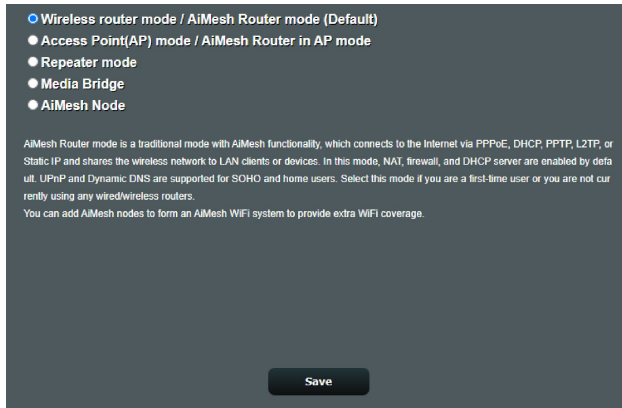 Wireless router mode / AiMesh Router mode (Default)
Access Point(AP) mode / AiMesh Router in AP mode
Repeater mode
Media Bridge
AiMesh Node
AiMesh Router mode is a traditional mode with AiMesh functionality, which connects to the Internet via PPPoE, DHCP, PPTP, L2TP, or
Static IP and shares the wireless network to LAN clients or devices. In this mode, NAT, firewall, and DHCP server are enabled by defa
ult. UPnP and Dynamic DNS are supported for SOHO and home users. Select this mode if you are a first-time user or you are not cur
rently using any wired/wireless routers.
You can add AiMesh nodes to form an AiMesh WiFi system to provide extra WiFi coverage.
Save